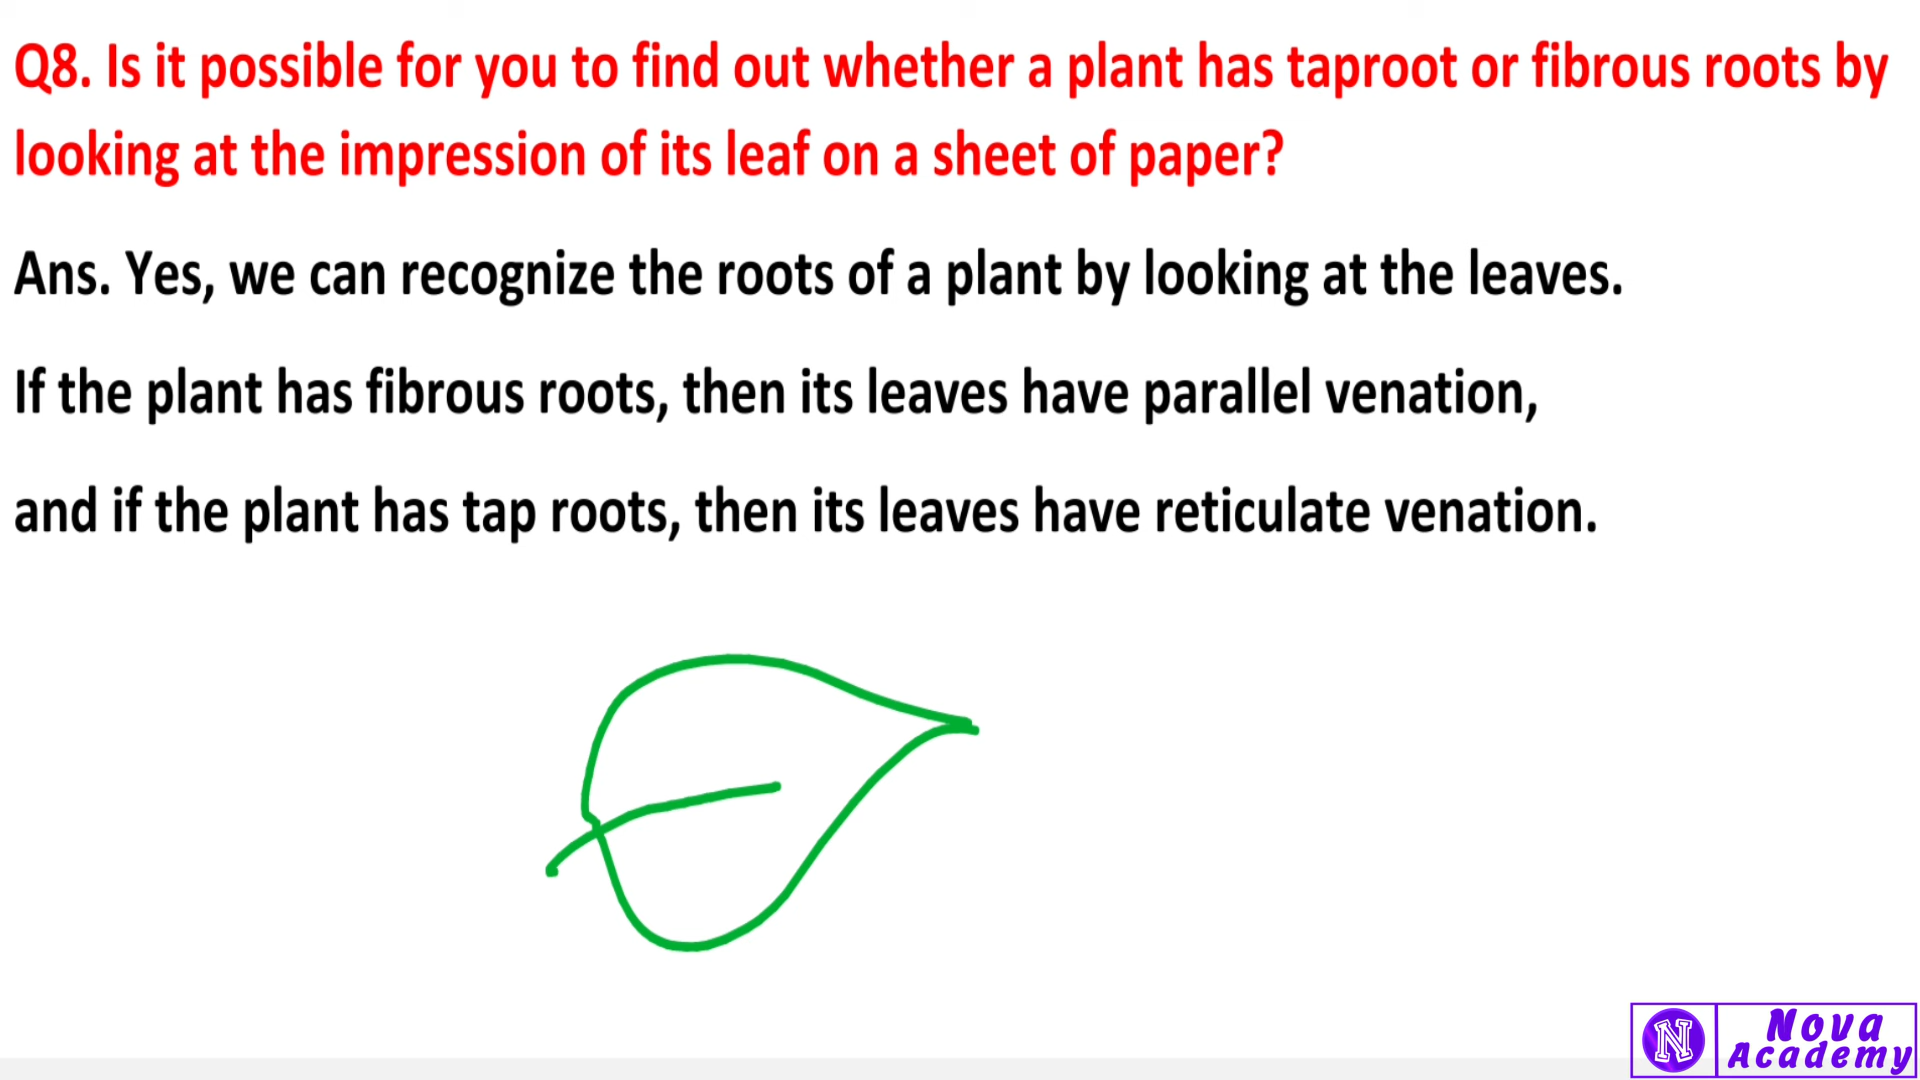 Q8. Is it possible for you to find out whether a plant has taproot or fibrous roots by
looking at the impression of its leaf on a sheet of paper?
Ans. Yes, we can recognize the roots of a plant by looking at the leaves.
If the plant has fibrous roots, then its leaves have parallel venation,
and if the plant has tap roots, then its leaves have reticulate venation.
N
Nova
Academy